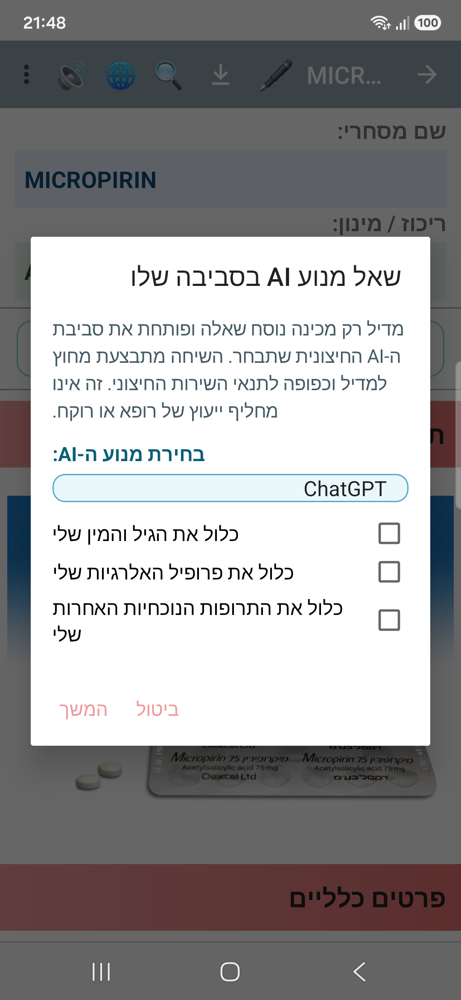 21:48
100
MICR...
שם מסחרי:
MICROPIRIN
ריכוז / מינון:
שאל מנוע AI בסביבה שלו
מדיל רק מכינה נוסח שאלה ופותחת את סביבת
ה-AI החיצונית שתבחר. השיחה מתבצעת מחוץ
למדיל וכפופה לתנאי השירות החיצוני. זה אינו
מחליף ייעוץ של רופא או רוקח.
בחירת מנוע ה-AI:
ChatGPT
כלול את הגיל והמין שלי
כלול את פרופיל האלרגיות שלי
כלול את התרופות הנוכחיות האחרות
שלי
ביטול
המשך
Micropirin 75 מיקרופירין
Acetylsalicylic acid 75 mg
Dexcel Ltd.
Micropirin 75 מיקרופירין
Acetylsalicylic acid 75 mg
דקסל בע״מ
פרטים כלליים